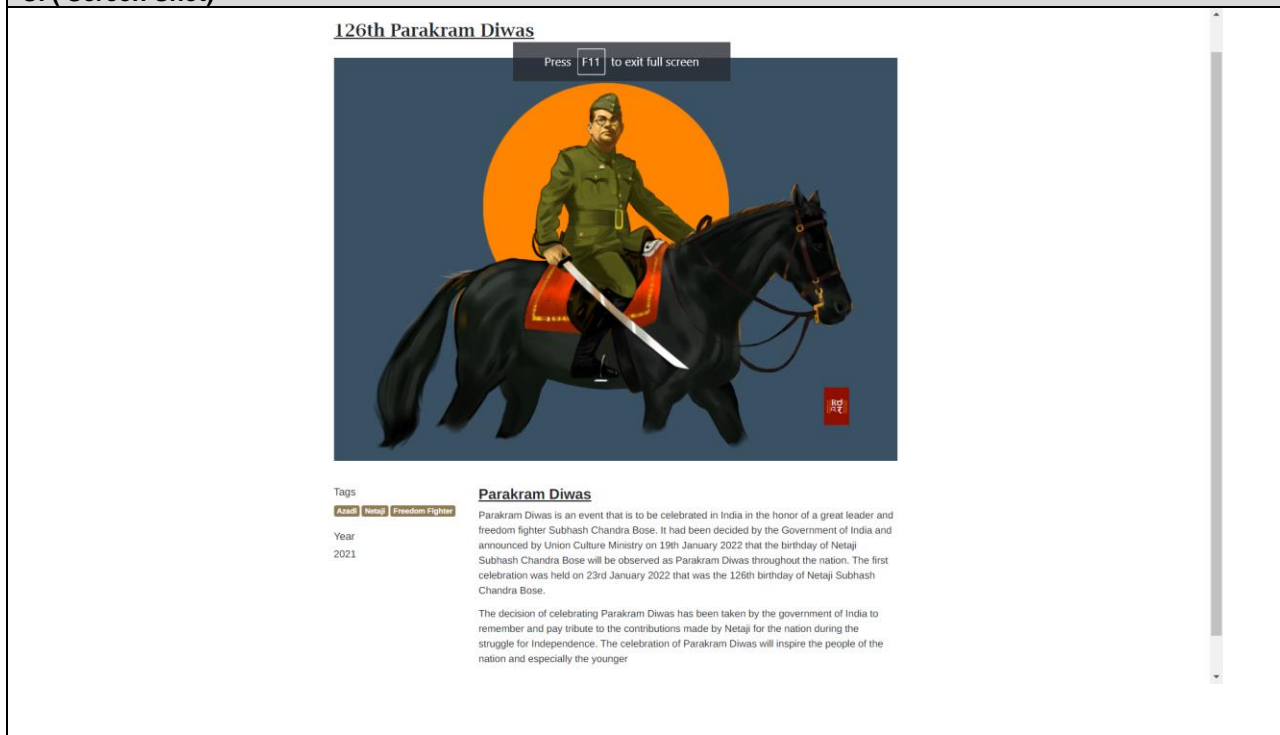 126th Parakram Diwas
Press F11 to exit full screen
Tags
Azadi Netaji Freedom Fighter
Year
2021
Parakram Diwas
Parakram Diwas is an event that is to be celebrated in India in the honor of a great leader and
freedom fighter Subhash Chandra Bose. It had been decided by the Government of India and
announced by Union Culture Ministry on 19th January 2022 that the birthday of Netaji
Subhash Chandra Bose will be observed as Parakram Diwas throughout the nation. The first
celebration was held on 23rd January 2022 that was the 126th birthday of Netaji Subhash
Chandra Bose.
The decision of celebrating Parakram Diwas has been taken by the government of India to
remember and pay tribute to the contributions made by Netaji for the nation during the
struggle for Independence. The celebration of Parakram Diwas will inspire the people of the
nation and especially the younger